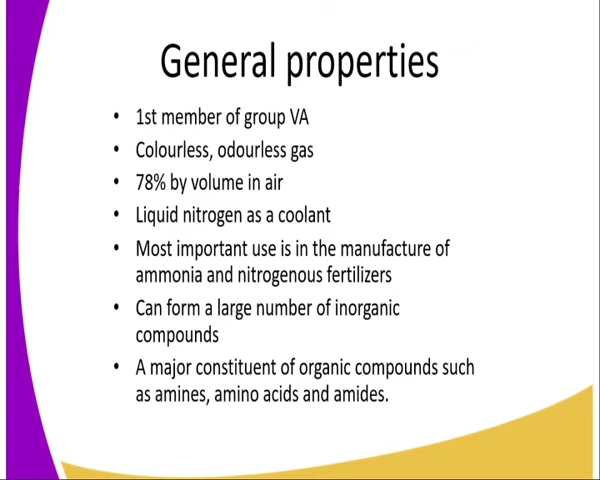 General properties
• 1st member of group VA
• Colourless, odourless gas
• 78% by volume in air
• Liquid nitrogen as a coolant
• Most important use is in the manufacture of
ammonia and nitrogenous fertilizers
• Can form a large number of inorganic
compounds
• A major constituent of organic compounds such
as amines, amino acids and amides.